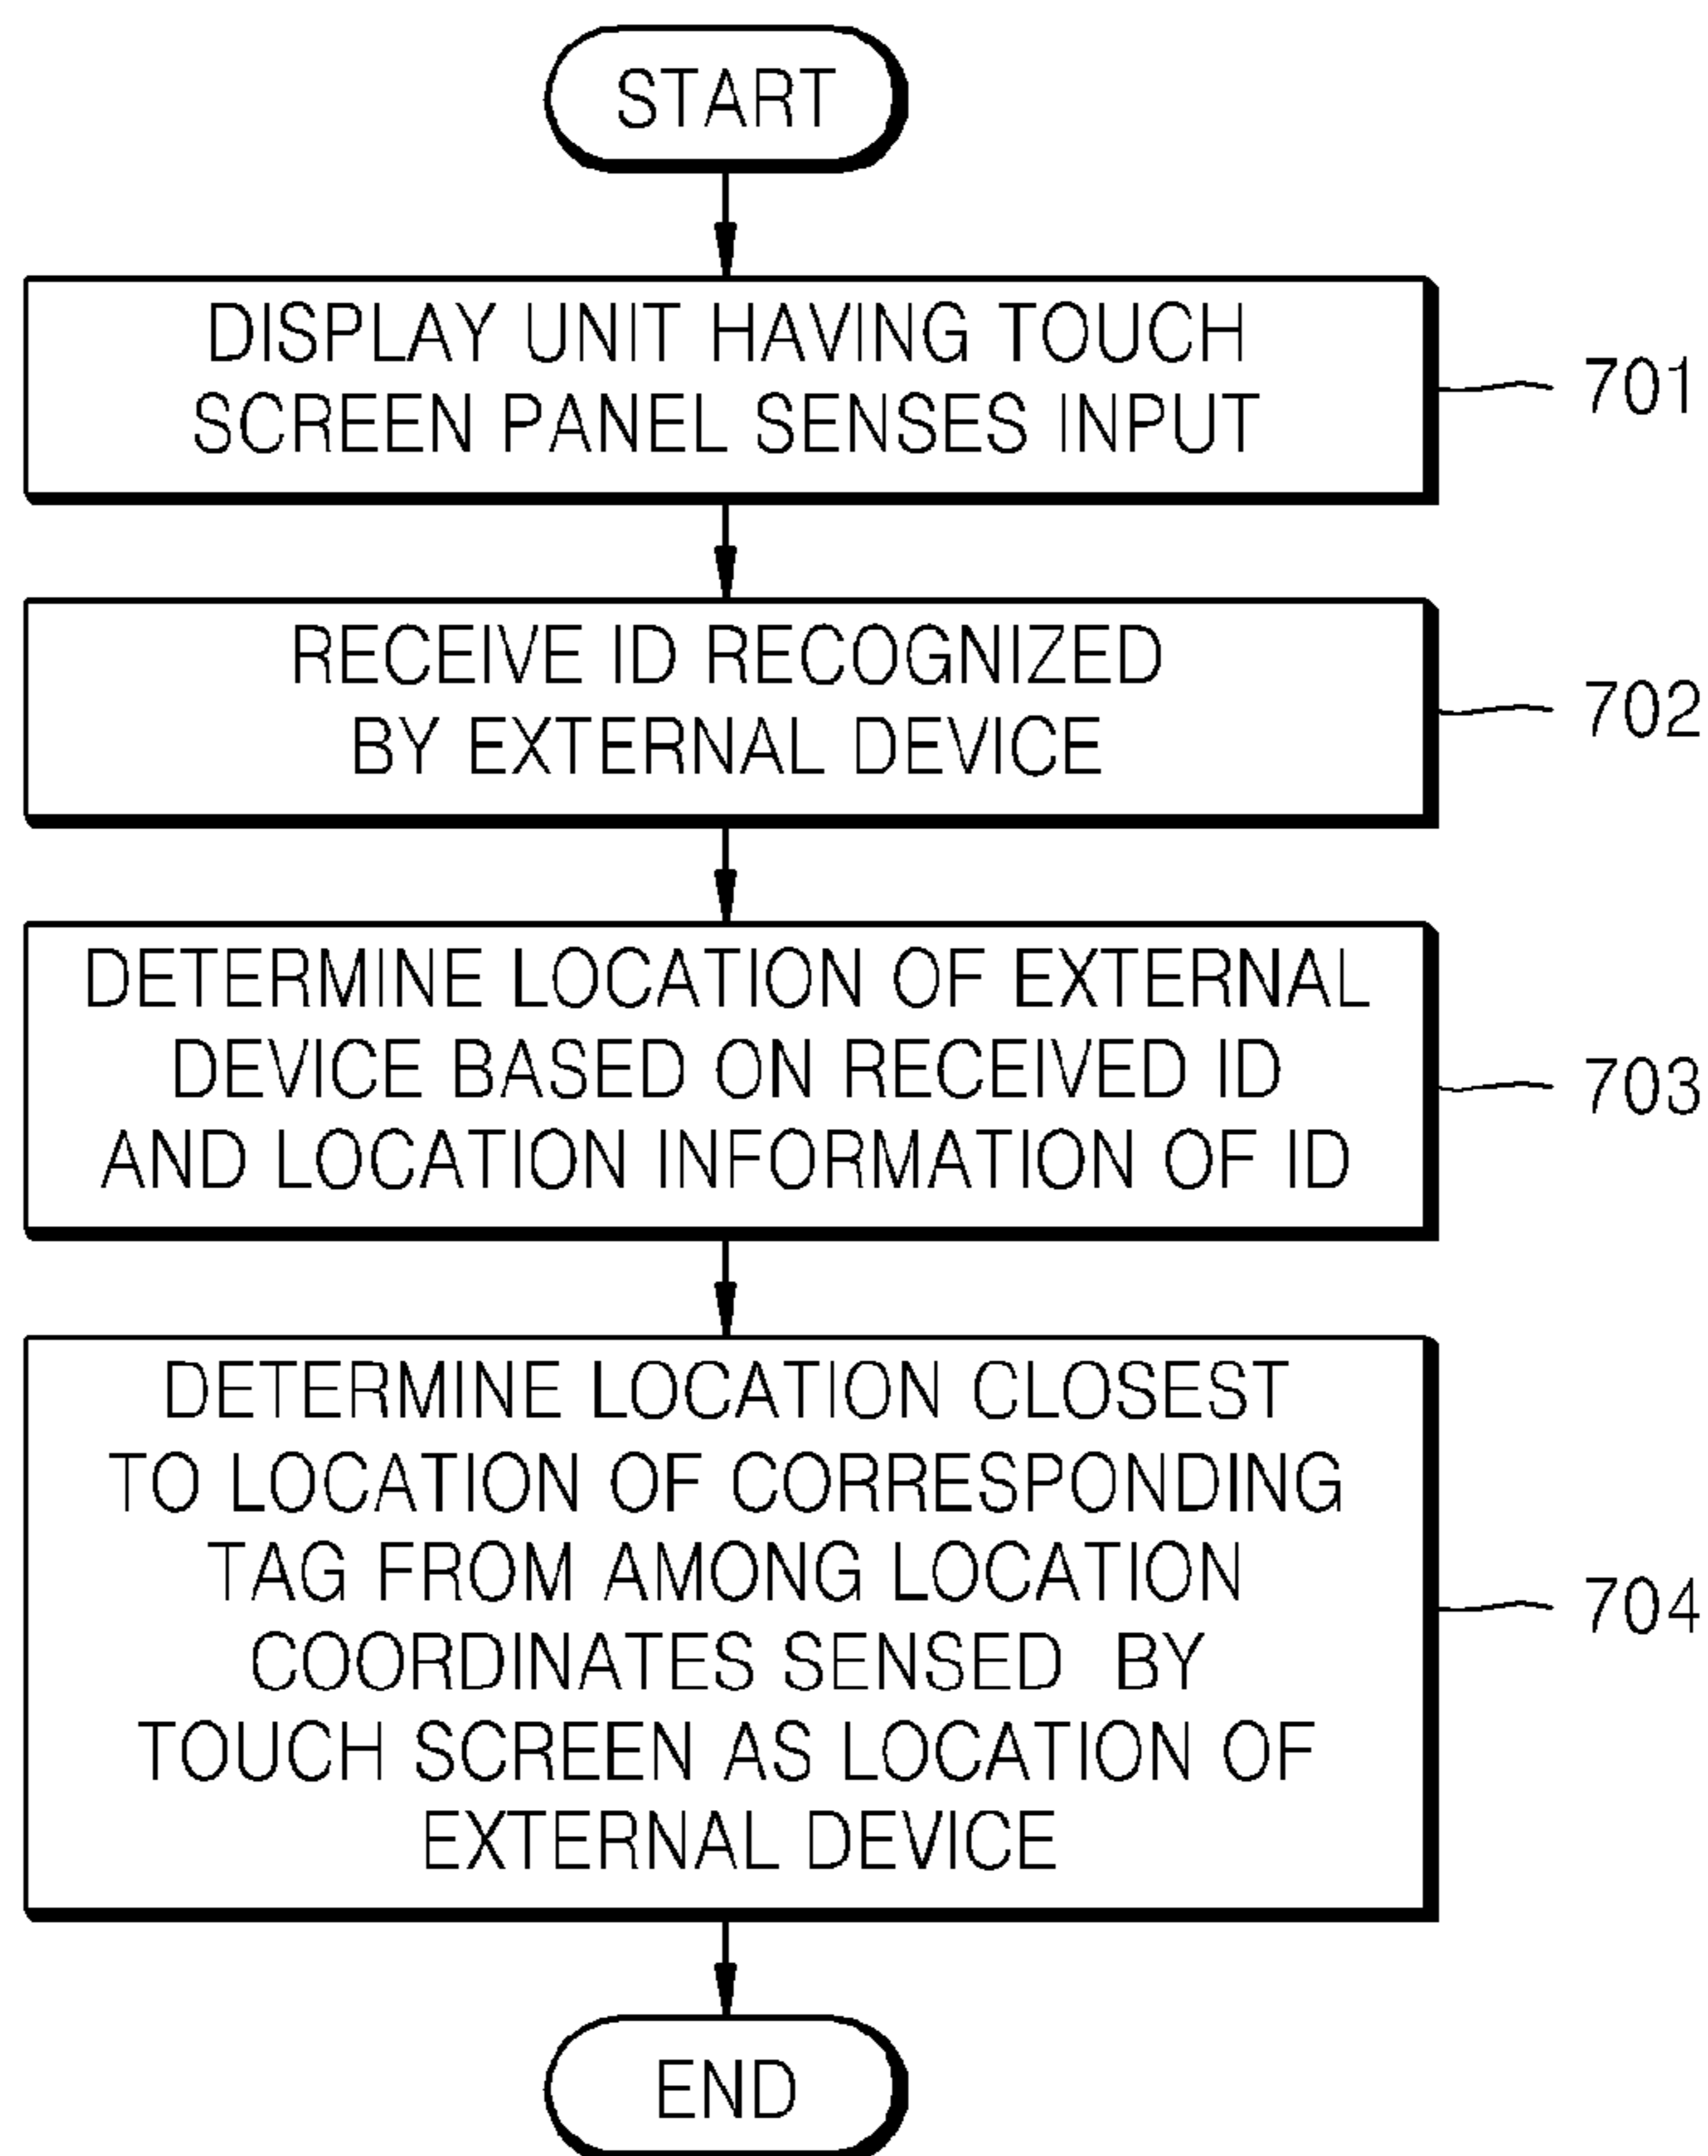 START
DISPLAY UNIT HAVING TOUCH
SCREEN PANEL SENSES INPUT
701
RECEIVE ID RECOGNIZED
BY EXTERNAL DEVICE
702
DETERMINE LOCATION OF EXTERNAL
DEVICE BASED ON RECEIVED ID
AND LOCATION INFORMATION OF ID
703
DETERMINE LOCATION CLOSEST
TO LOCATION OF CORRESPONDING
TAG FROM AMONG LOCATION
COORDINATES SENSED BY
TOUCH SCREEN AS LOCATION OF
EXTERNAL DEVICE
704
END